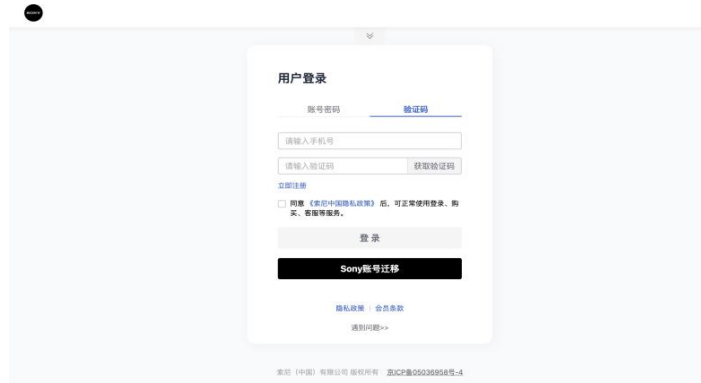 SONY
用户登录
账号密码 验证码
请输入手机号
请输入验证码 获取验证码
立即注册
同意《索尼中国隐私政策》后，可正常使用登录、购
买、客服等服务。
登 录
Sony账号迁移
隐私政策 | 会员条款
遇到问题>>
索尼（中国）有限公司 版权所有 京ICP备05036958号-4